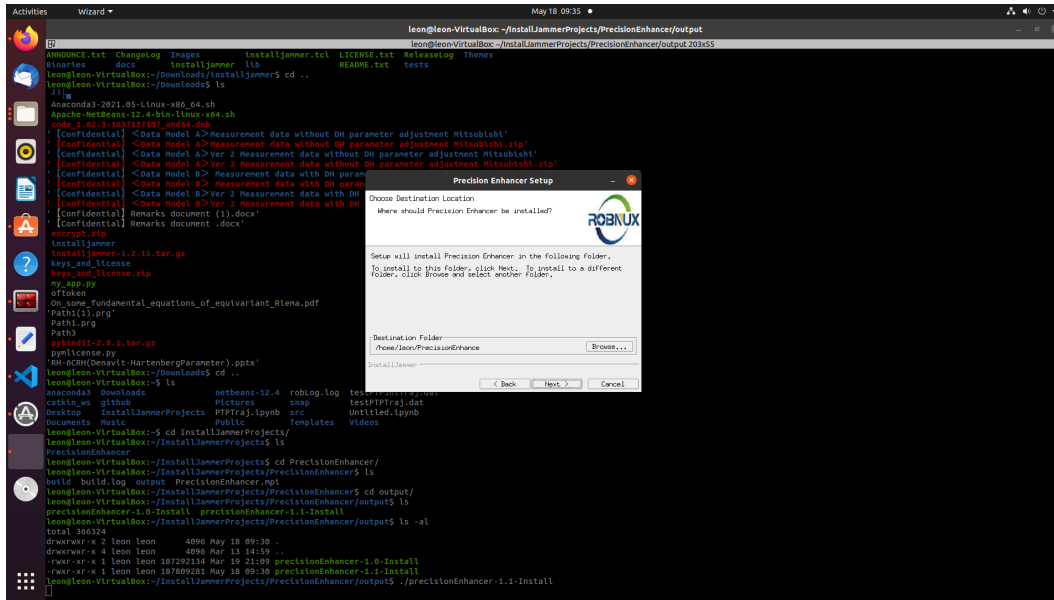 Activities Wizard May 18 09:35
leon@leon-VirtualBox: ~/InstallJammerProjects/PrecisionEnhancer/output
leon@leon-VirtualBox: ~/InstallJammerProjects/PrecisionEnhancer/output 203x55
ANNOUNCE.txt ChangeLog Images installjammer.tcl LICENSE.txt ReleaseLog Themes
Binaries docs installjammer lib README.txt tests
leon@leon-VirtualBox:~/Downloads/installjammer$ cd ..
leon@leon-VirtualBox:~/Downloads$ ls
Anaconda3-2021.05-Linux-x86_64.sh
Apache-NetBeans-12.4-bin-linux-x64.sh
code_1.62.3-1637137107_amd64.deb
'【Confidential】＜Data Model A＞Measurement data without DH parameter adjustment Mitsubishi'
'【Confidential】＜Data Model A＞Measurement data without DH parameter adjustment Mitsubishi.zip'
'【Confidential】＜Data Model A＞Ver 2 Measurement data without DH parameter adjustment Mitsubishi'
'【Confidential】＜Data Model A＞Ver 2 Measurement data without DH parameter adjustment Mitsubishi.zip'
'【Confidential】＜Data Model B＞ Measurement data with DH param
'【Confidential】＜Data Model B＞ Measurement data with DH param
'【Confidential】＜Data Model B＞Ver 2 Measurement data with DH
'【Confidential】＜Data Model B＞Ver 2 Measurement data with DH
'【Confidential】Remarks document (1).docx'
'【Confidential】Remarks document .docx'
encrypt.zip
installjammer
installjammer-1.2.15.tar.gz
keys_and_license
keys_and_license.zip
my_app.py
oftoken
On_some_fundamental_equations_of_equivariant_Riema.pdf
'Path1(1).prg'
Path1.prg
Path3
pybind11-2.8.1.tar.gz
pymlicense.py
'RH-6CRH(Denavit-HartenbergParameter).pptx'
leon@leon-VirtualBox:~/Downloads$ cd ..
leon@leon-VirtualBox:~$ ls
anaconda3 Downloads netbeans-12.4 robLog.log
catkin_ws github Pictures snap testPTPTraj.dat
Desktop InstallJammerProjects PTPTraj.ipynb src Untitled.ipynb
Documents Music Public Templates Videos
leon@leon-VirtualBox:~$ cd InstallJammerProjects/
leon@leon-VirtualBox:~/InstallJammerProjects$ ls
PrecisionEnhancer
leon@leon-VirtualBox:~/InstallJammerProjects$ cd PrecisionEnhancer/
leon@leon-VirtualBox:~/InstallJammerProjects/PrecisionEnhancer$ ls
build build.log output PrecisionEnhancer.mpi
leon@leon-VirtualBox:~/InstallJammerProjects/PrecisionEnhancer$ cd output/
leon@leon-VirtualBox:~/InstallJammerProjects/PrecisionEnhancer/output$ ls
precisionEnhancer-1.0-Install precisionEnhancer-1.1-Install
leon@leon-VirtualBox:~/InstallJammerProjects/PrecisionEnhancer/output$ ls -al
total 366324
drwxrwxr-x 2 leon leon 4096 May 18 09:30 .
drwxrwxr-x 4 leon leon 4096 Mar 13 14:59 ..
-rwxr-xr-x 1 leon leon 187292134 Mar 19 21:09 precisionEnhancer-1.0-Install
-rwxr-xr-x 1 leon leon 187809281 May 18 09:30 precisionEnhancer-1.1-Install
leon@leon-VirtualBox:~/InstallJammerProjects/PrecisionEnhancer/output$ ./precisionEnhancer-1.1-Install
Precision Enhancer Setup
Choose Destination Location
Where should Precision Enhancer be installed?
ROBNUX
Setup will install Precision Enhancer in the following folder.
To install to this folder, click Next. To install to a different
folder, click Browse and select another folder.
Destination Folder
/home/leon/PrecisionEnhance
Browse...
InstallJammer
< Back Next > Cancel